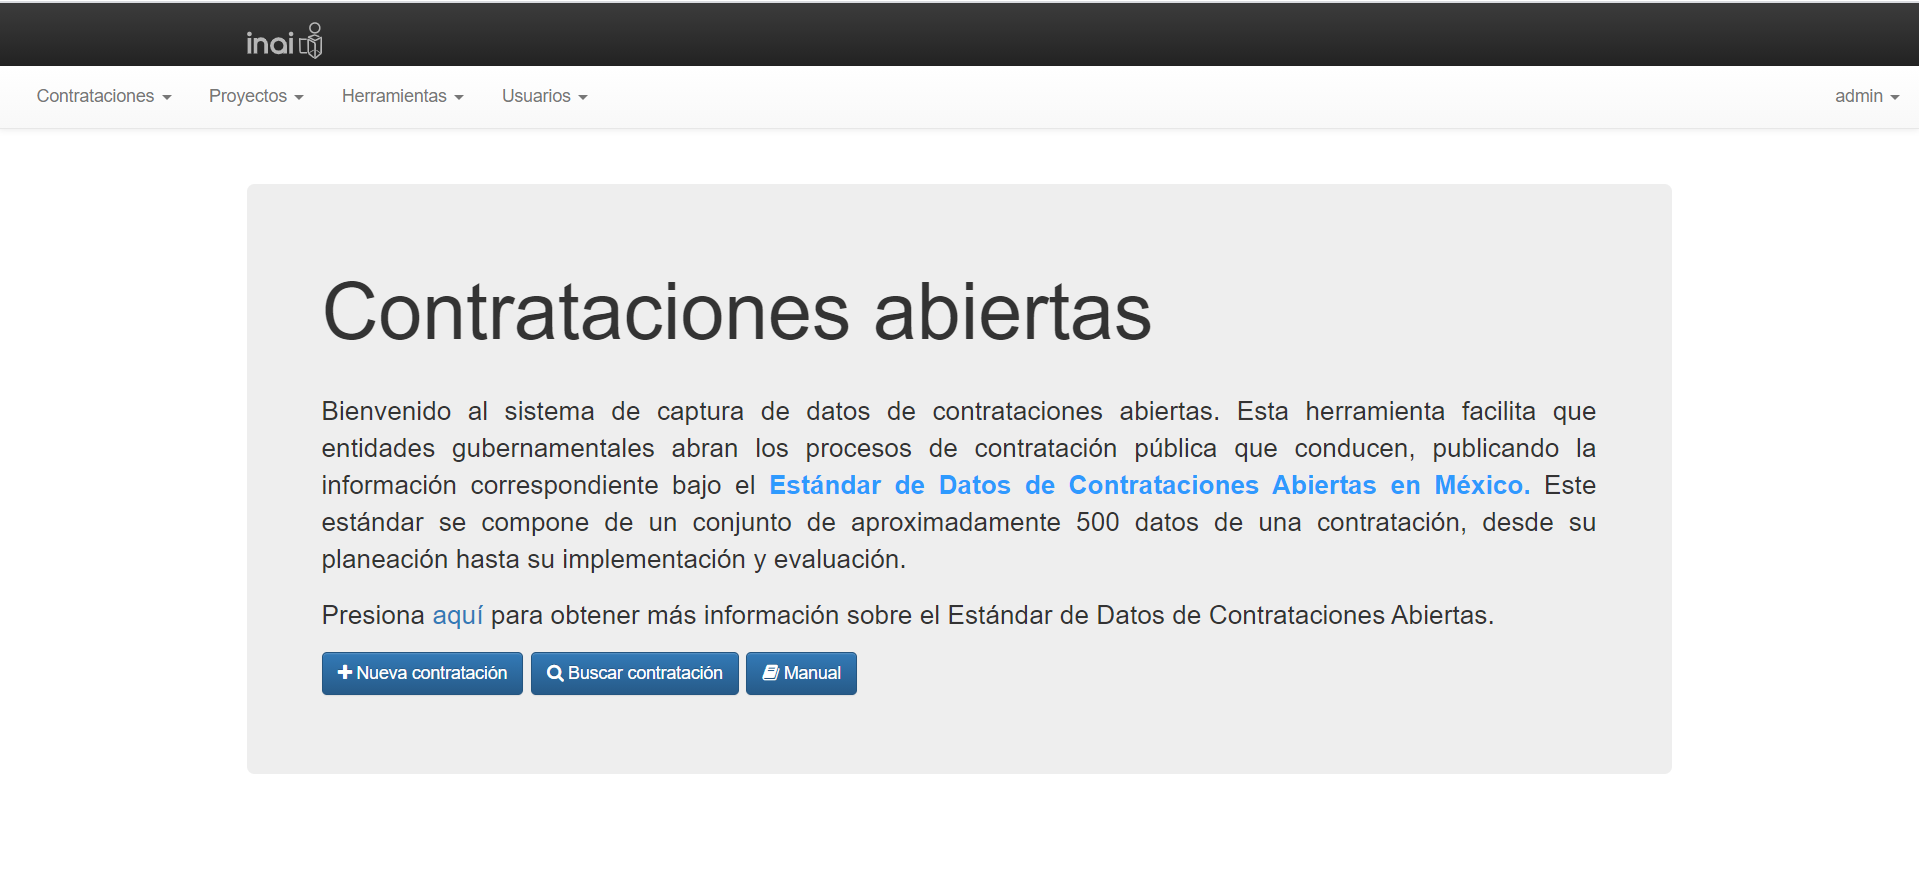 inai
Contrataciones Proyectos Herramientas Usuarios admin
Contrataciones abiertas
Bienvenido al sistema de captura de datos de contrataciones abiertas. Esta herramienta facilita que
entidades gubernamentales abran los procesos de contratación pública que conducen, publicando la
información correspondiente bajo el Estándar de Datos de Contrataciones Abiertas en México. Este
estándar se compone de un conjunto de aproximadamente 500 datos de una contratación, desde su
planeación hasta su implementación y evaluación.
Presiona aquí para obtener más información sobre el Estándar de Datos de Contrataciones Abiertas.
Nueva contratación Buscar contratación Manual